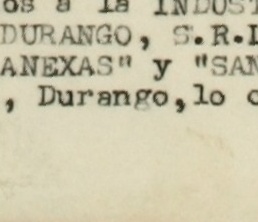 os a la INDUST
DURANGO, S.R.L
ANEXAS" y "SAN
, Durango,lo c